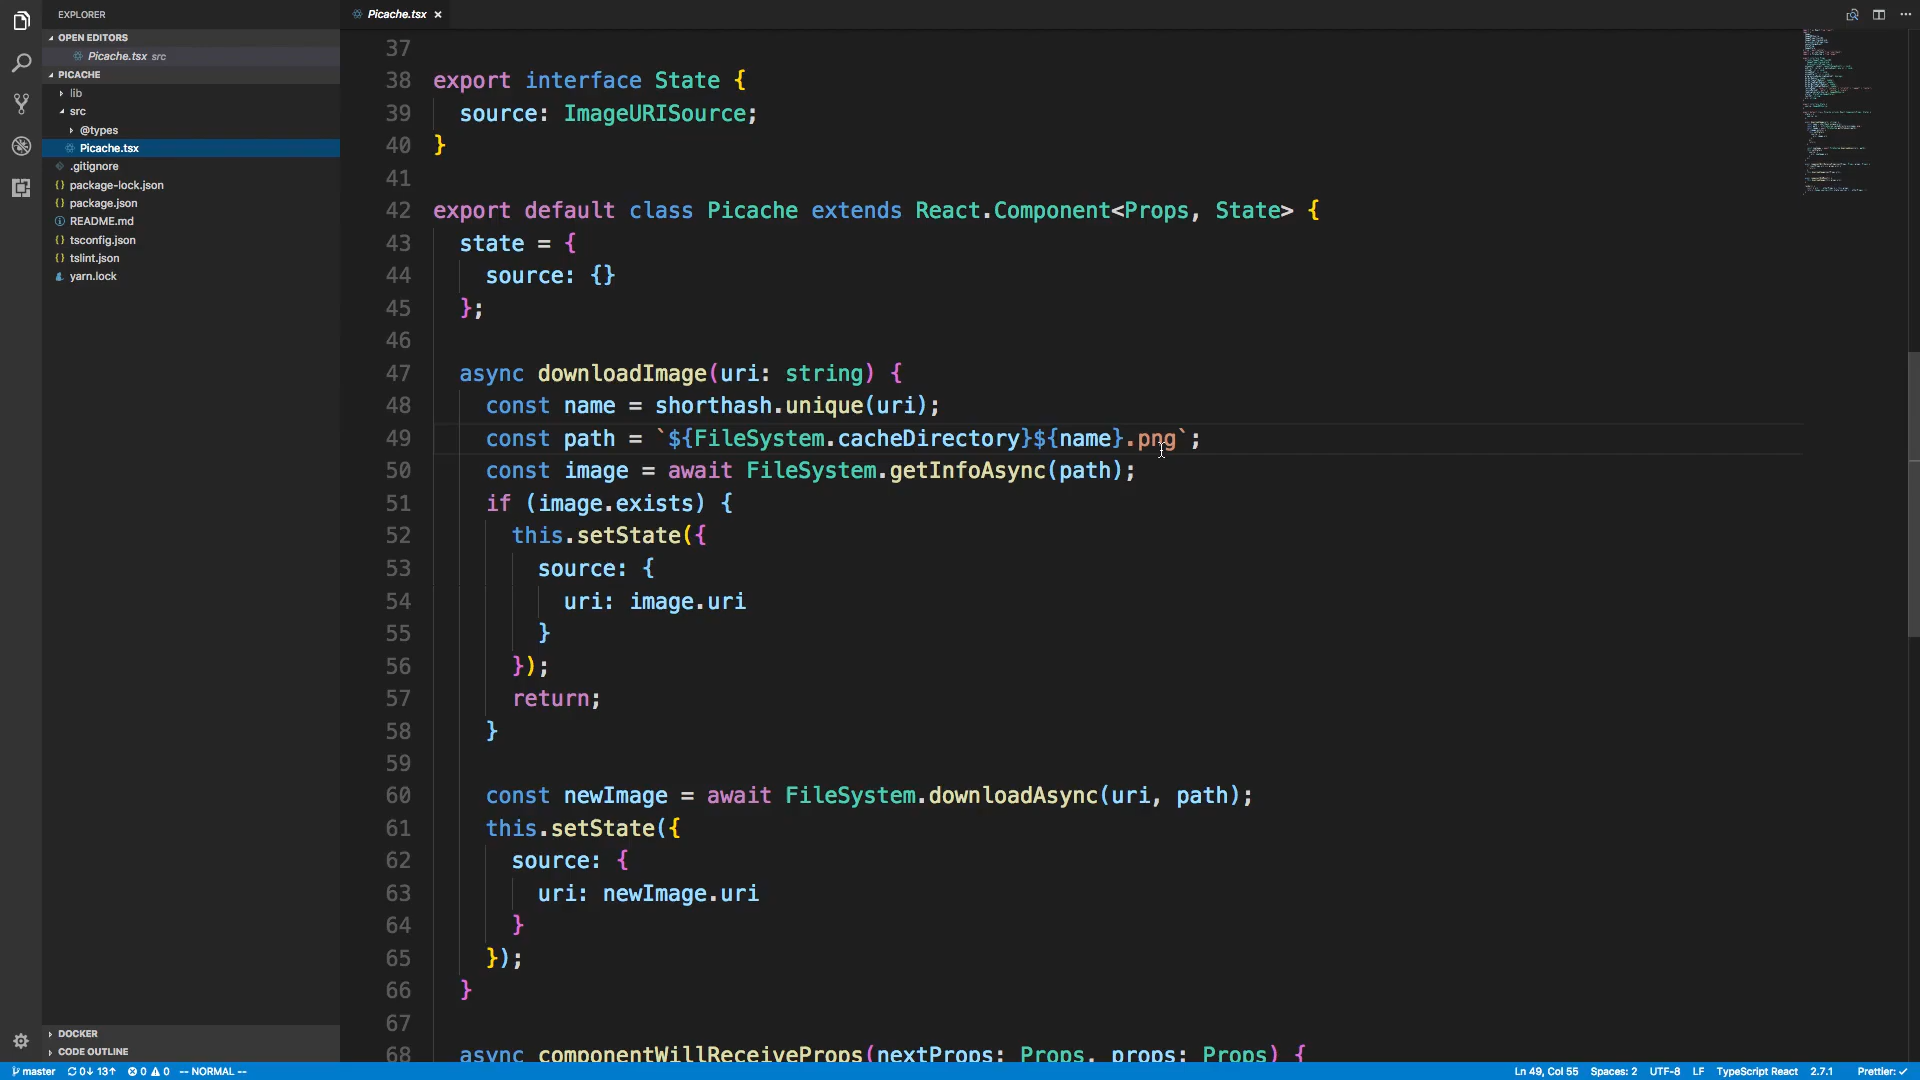 EXPLORER
OPEN EDITORS
Picache.tsx src
PICACHE
lib
src
@types
Picache.tsx
.gitignore
package-lock.json
package.json
README.md
tsconfig.json
tslint.json
yarn.lock
DOCKER
CODE OUTLINE
Picache.tsx
37
38 export interface State {
39 source: ImageURISource;
40 }
41
42 export default class Picache extends React.Component<Props, State> {
43 state = {
44 source: {}
45 };
46
47 async downloadImage(uri: string) {
48 const name = shorthash.unique(uri);
49 const path = `${FileSystem.cacheDirectory}${name}.png`;
50 const image = await FileSystem.getInfoAsync(path);
51 if (image.exists) {
52 this.setState({
53 source: {
54 uri: image.uri
55 }
56 });
57 return;
58 }
59
60 const newImage = await FileSystem.downloadAsync(uri, path);
61 this.setState({
62 source: {
63 uri: newImage.uri
64 }
65 });
66 }
67
68 async componentWillReceiveProps(nextProps: Props, props: Props) {
master 0↓ 13↑ 0 0 -- NORMAL -- Ln 49, Col 55 Spaces: 2 UTF-8 LF TypeScript React 2.7.1 Prettier: ✓